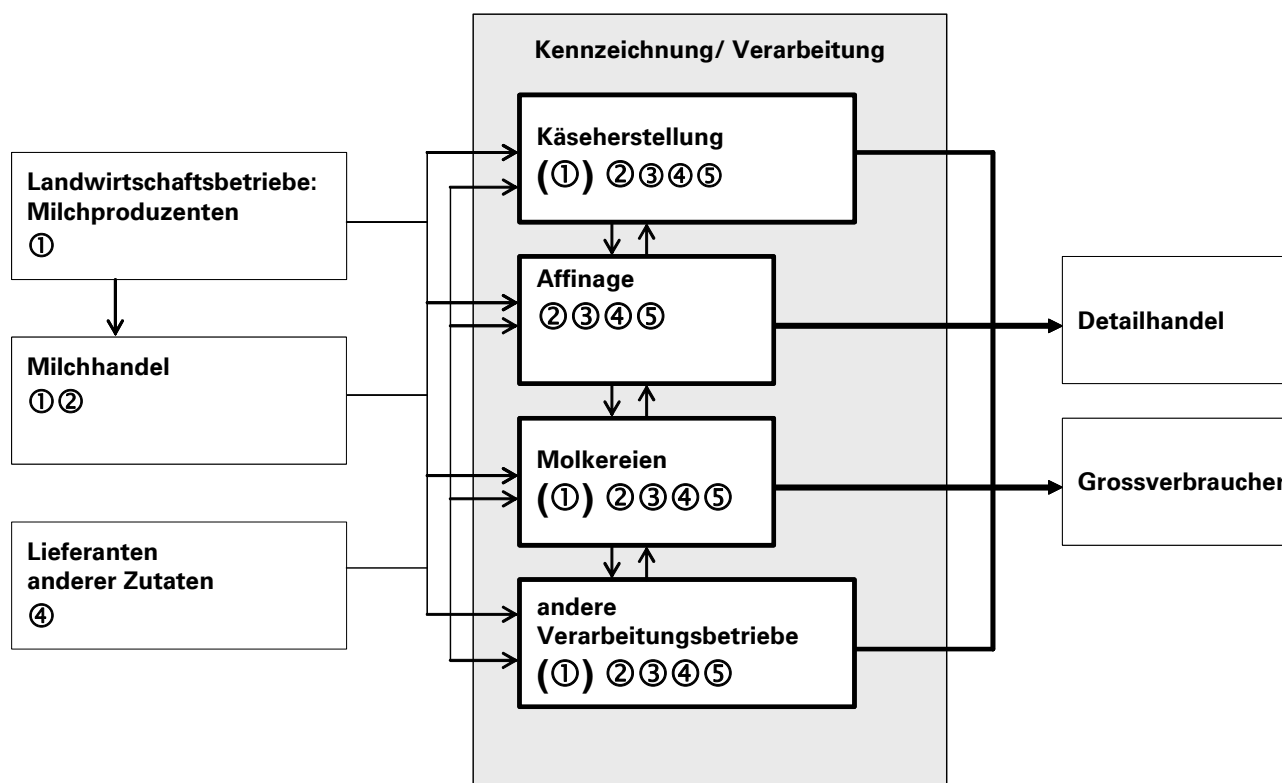 Kennzeichnung/ Verarbeitung
Landwirtschaftsbetriebe:
Milchproduzenten
①
Milchhandel
①②
Lieferanten
anderer Zutaten
④
Käseherstellung
(①) ②③④⑤
Affinage
②③④⑤
Molkereien
(①) ②③④⑤
andere
Verarbeitungsbetriebe
(①) ②③④⑤
Detailhandel
Grossverbraucher